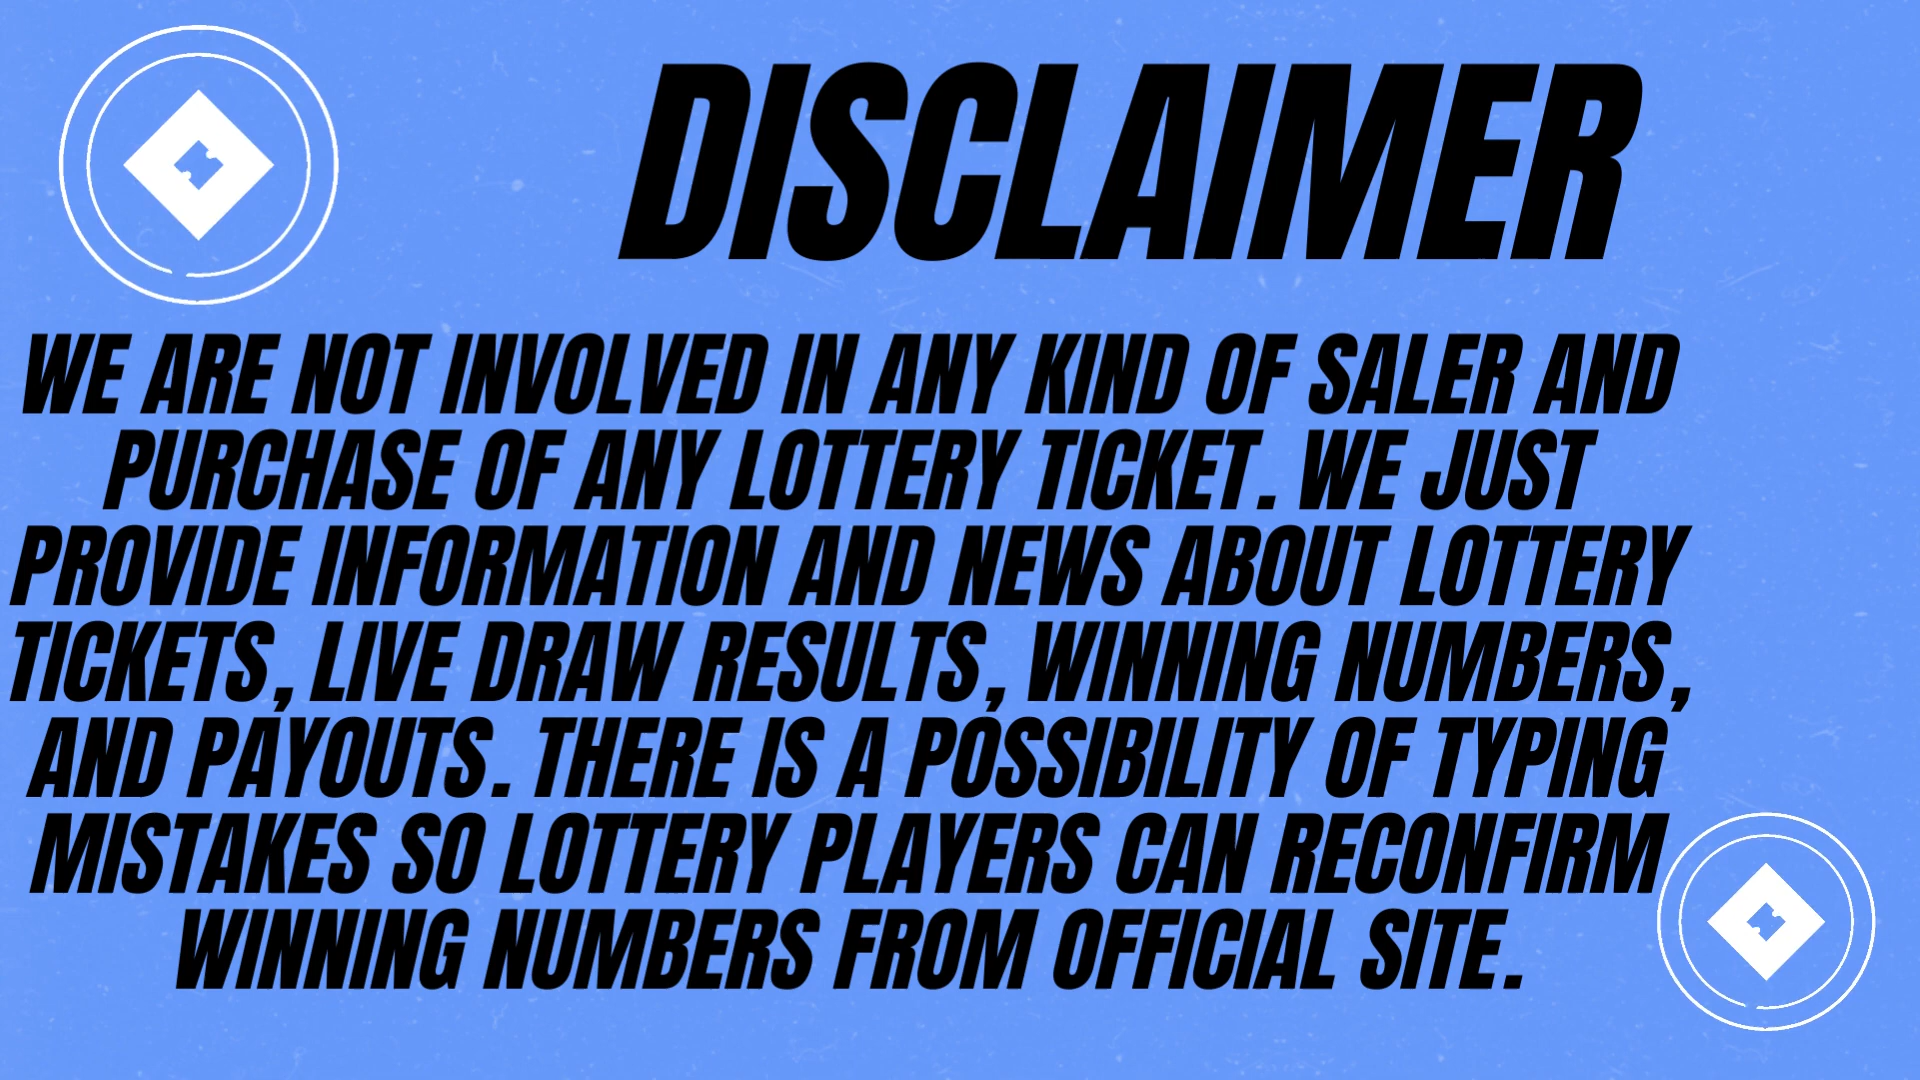 DISCLAIMER
WE ARE NOT INVOLVED IN ANY KIND OF SALER AND
PURCHASE OF ANY LOTTERY TICKET. WE JUST
PROVIDE INFORMATION AND NEWS ABOUT LOTTERY
TICKETS, LIVE DRAW RESULTS, WINNING NUMBERS,
AND PAYOUTS. THERE IS A POSSIBILITY OF TYPING
MISTAKES SO LOTTERY PLAYERS CAN RECONFIRM
WINNING NUMBERS FROM OFFICIAL SITE.